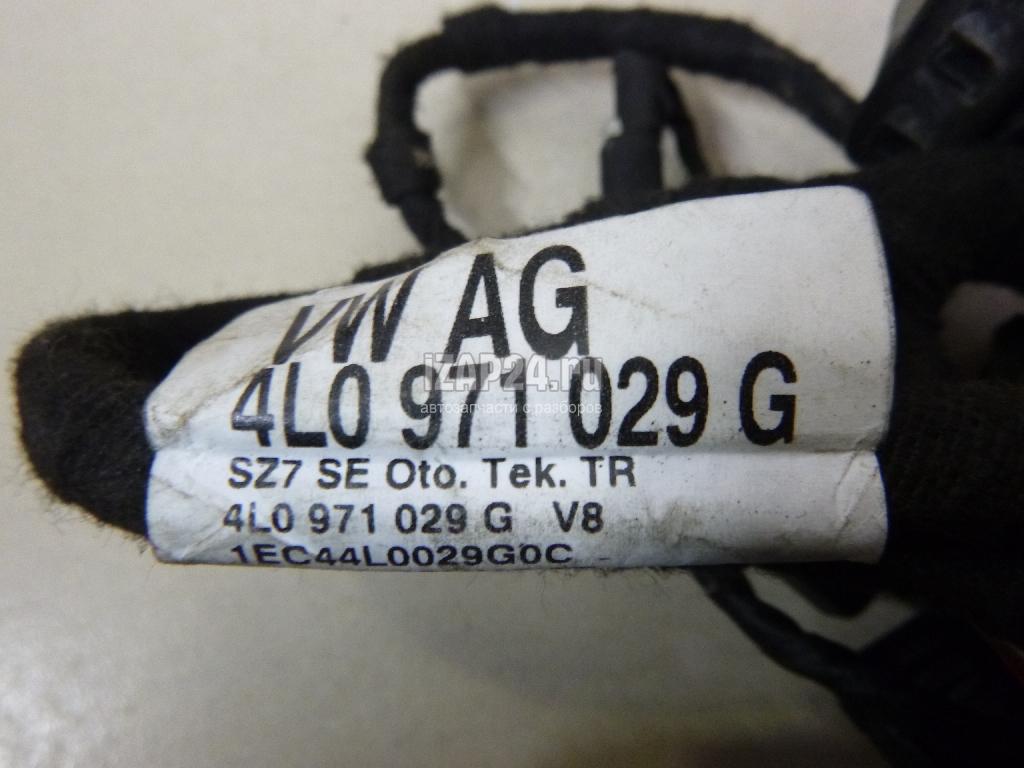 VW AG
iZAP24.ru
4L0 971 029 G
автозапчасти с разборов
SZ7 SE Oto. Tek. TR
4L0 971 029 G V8
1EC44L0029G0C -